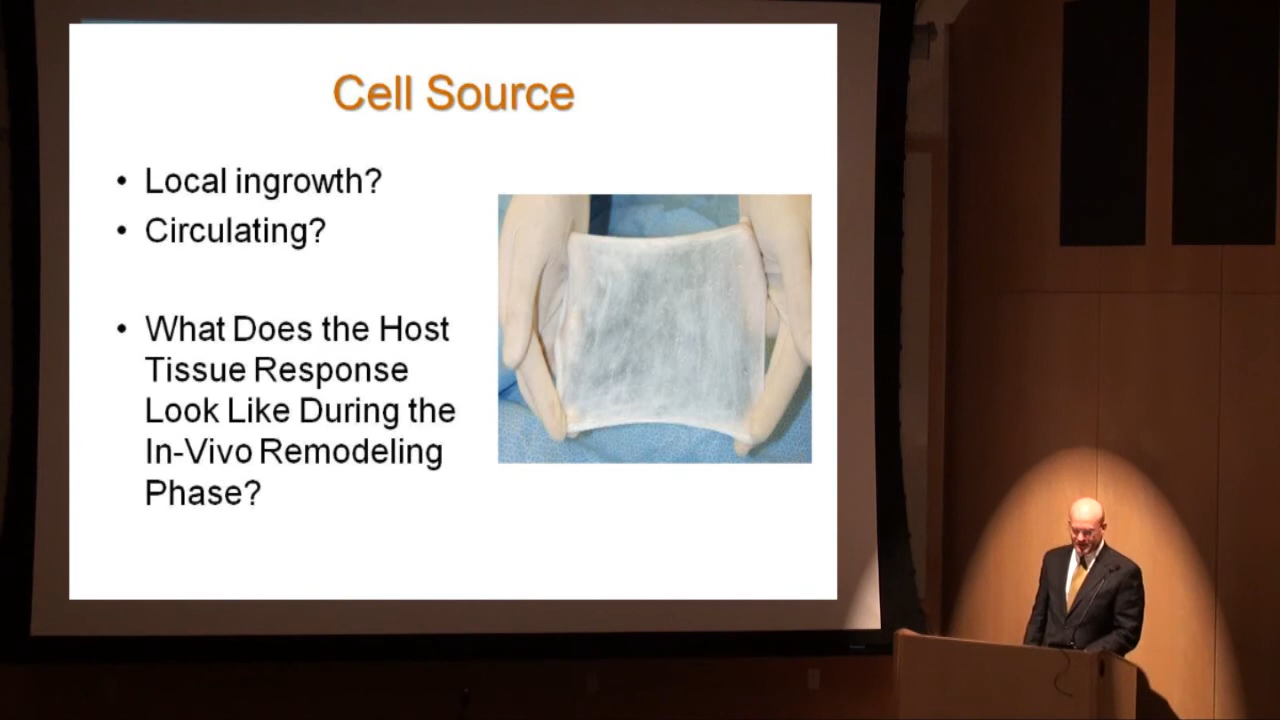 Cell Source
• Local ingrowth?
• Circulating?
• What Does the Host
Tissue Response
Look Like During the
In-Vivo Remodeling
Phase?